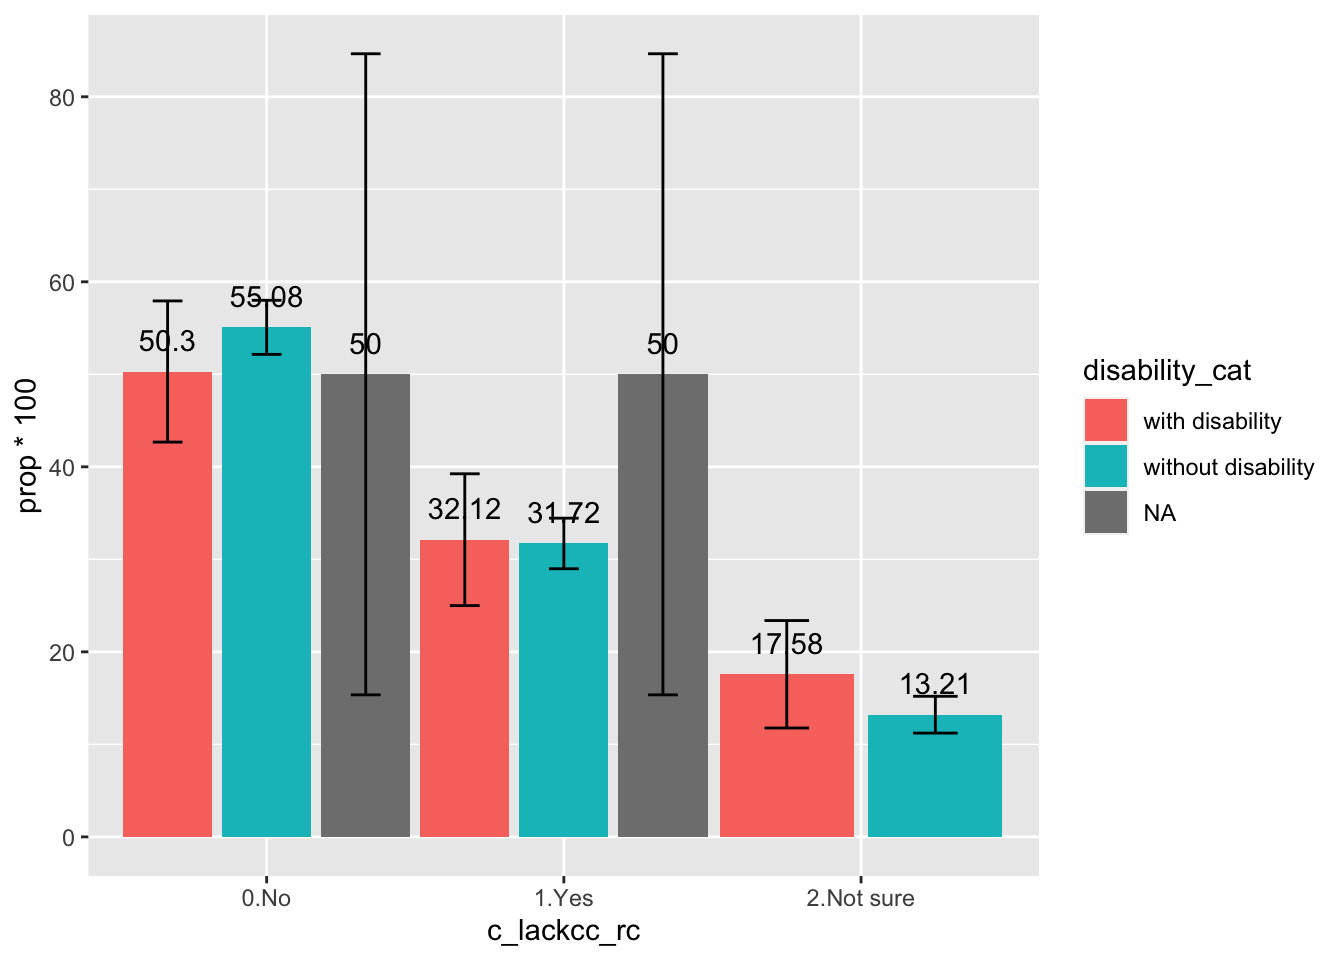 80
60
40
20
0
prop * 100
50.3
55.08
50
32.12
31.72
50
17.58
13.21
0.No
1.Yes
2.Not sure
c_lackcc_rc
disability_cat
with disability
without disability
NA